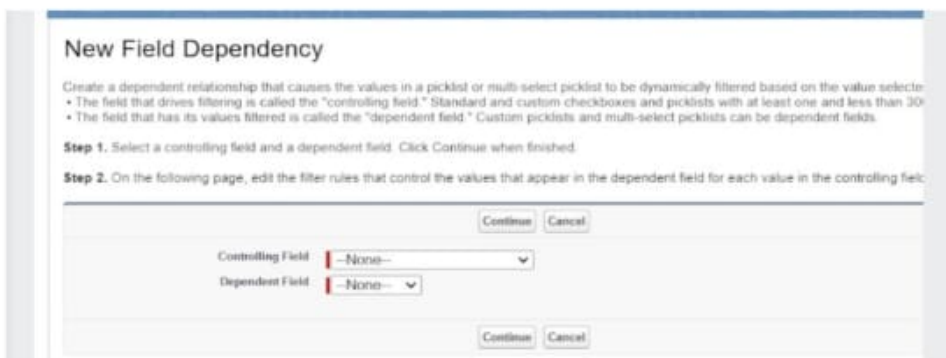 New Field Dependency
Create a dependent relationship that causes the values in a picklist or multi-select picklist to be dynamically filtered based on the value selecte
• The field that drives filtering is called the "controlling field." Standard and custom checkboxes and picklists with at least one and less than 30
• The field that has its values filtered is called the "dependent field." Custom picklists and multi-select picklists can be dependent fields.
Step 1. Select a controlling field and a dependent field. Click Continue when finished.
Step 2. On the following page, edit the filter rules that control the values that appear in the dependent field for each value in the controlling field
Continue Cancel
Controlling Field --None--
Dependent Field --None--
Continue Cancel